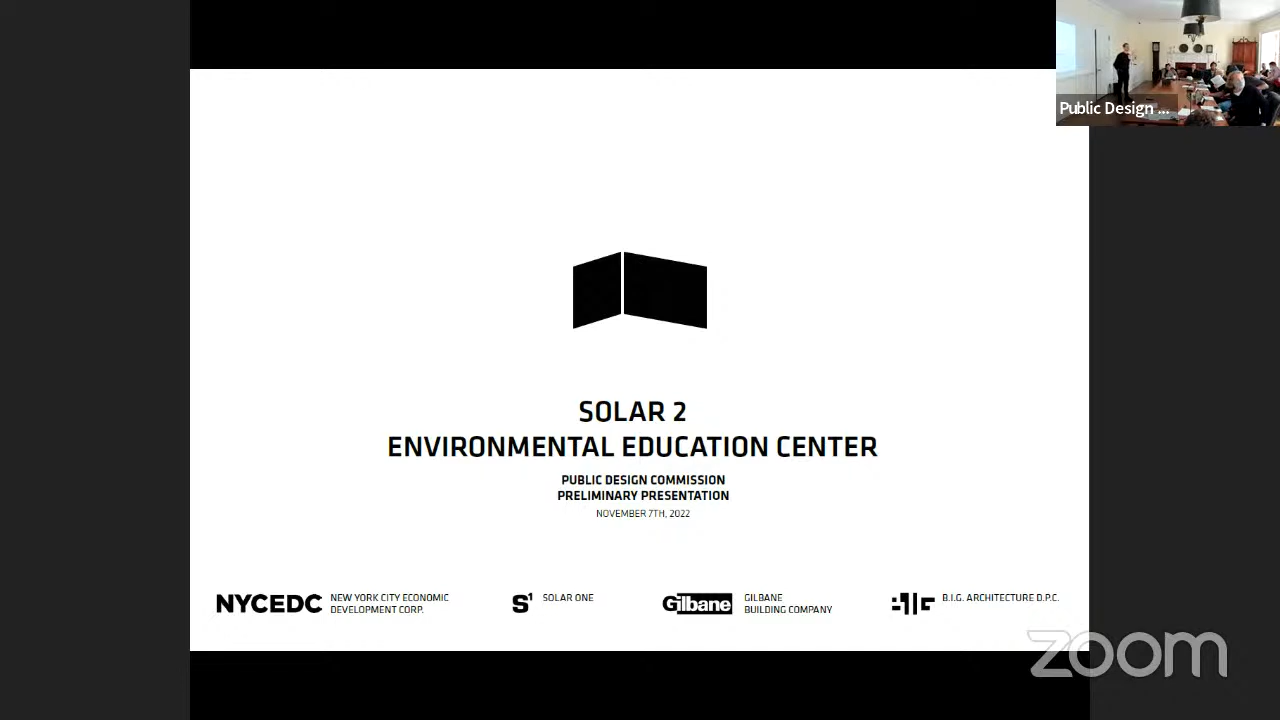 Public Design ...
SOLAR 2
ENVIRONMENTAL EDUCATION CENTER
PUBLIC DESIGN COMMISSION
PRELIMINARY PRESENTATION
NOVEMBER 7TH, 2022
NYCEDC
NEW YORK CITY ECONOMIC
DEVELOPMENT CORP.
S1
SOLAR ONE
Gilbane
GILBANE
BUILDING COMPANY
B.I.G. ARCHITECTURE D.P.C.
zoom